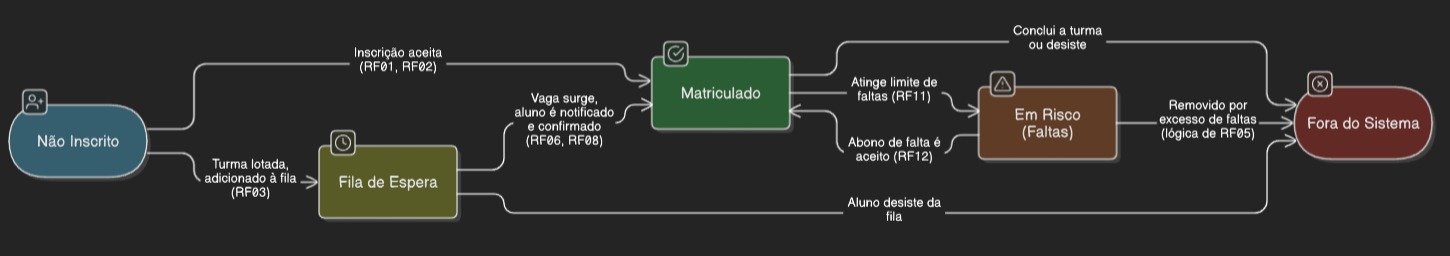 Não Inscrito
Inscrição aceita
(RF01, RF02)
Turma lotada,
adicionado à fila
(RF03)
Fila de Espera
Vaga surge,
aluno é notificado
e confirmado
(RF06, RF08)
Matriculado
Conclui a turma
ou desiste
Atinge limite de
faltas (RF11)
Abono de falta é
aceito (RF12)
Em Risco
(Faltas)
Removido por
excesso de faltas
(lógica de RF05)
Aluno desiste da
fila
Fora do Sistema